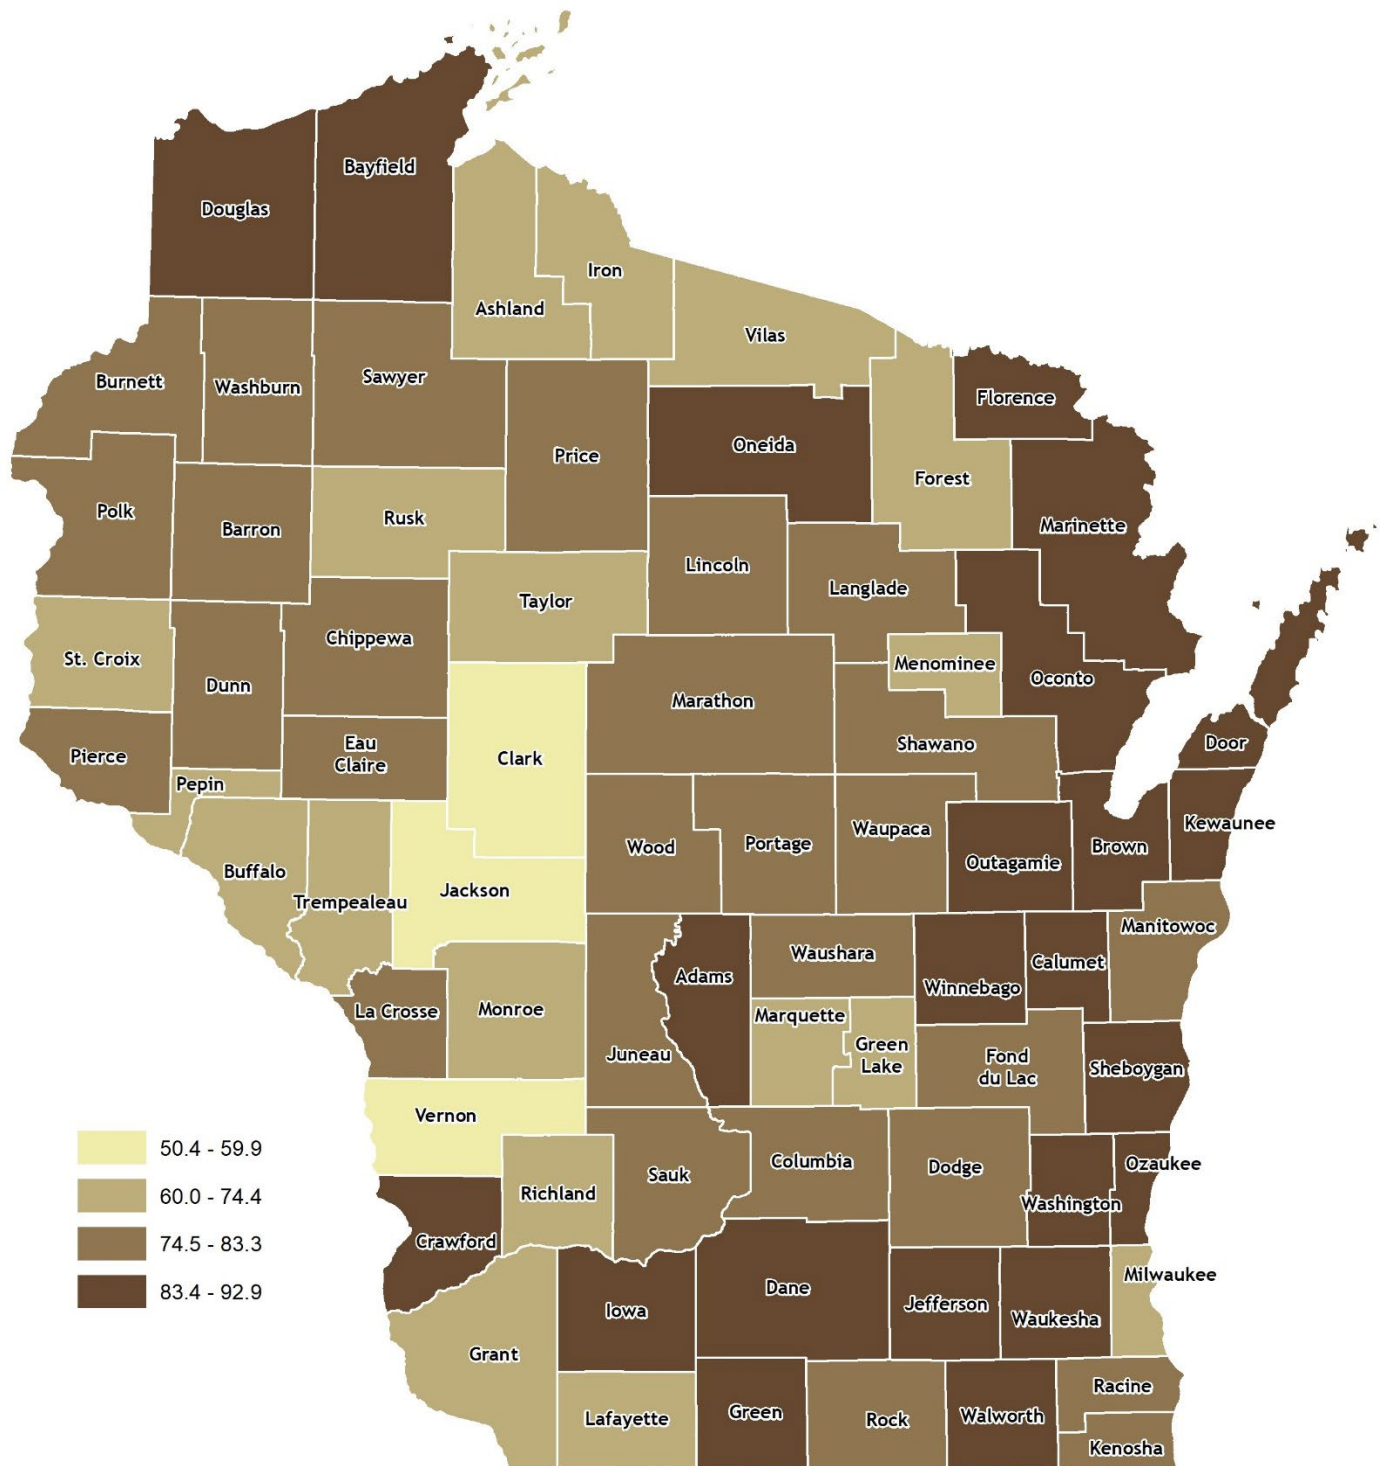 Bayfield
Douglas
Iron
Ashland
Vilas
Burnett
Washburn
Sawyer
Florence
Price
Oneida
Forest
Polk
Barron
Rusk
Marinette
Lincoln
Langlade
Taylor
St. Croix
Chippewa
Menominee
Dunn
Oconto
Marathon
Pierce
Eau
Claire
Clark
Shawano
Door
Pepin
Kewaunee
Buffalo
Wood
Portage
Waupaca
Outagamie
Brown
Trempealeau
Jackson
Manitowoc
Adams
Waushara
Winnebago
Calumet
La Crosse
Monroe
Juneau
Marquette
Green
Lake
Fond
du Lac
Sheboygan
Vernon
50.4 - 59.9
60.0 - 74.4
74.5 - 83.3
83.4 - 92.9
Richland
Sauk
Columbia
Dodge
Ozaukee
Washington
Crawford
Milwaukee
Dane
Iowa
Jefferson
Waukesha
Grant
Lafayette
Green
Rock
Walworth
Racine
Kenosha